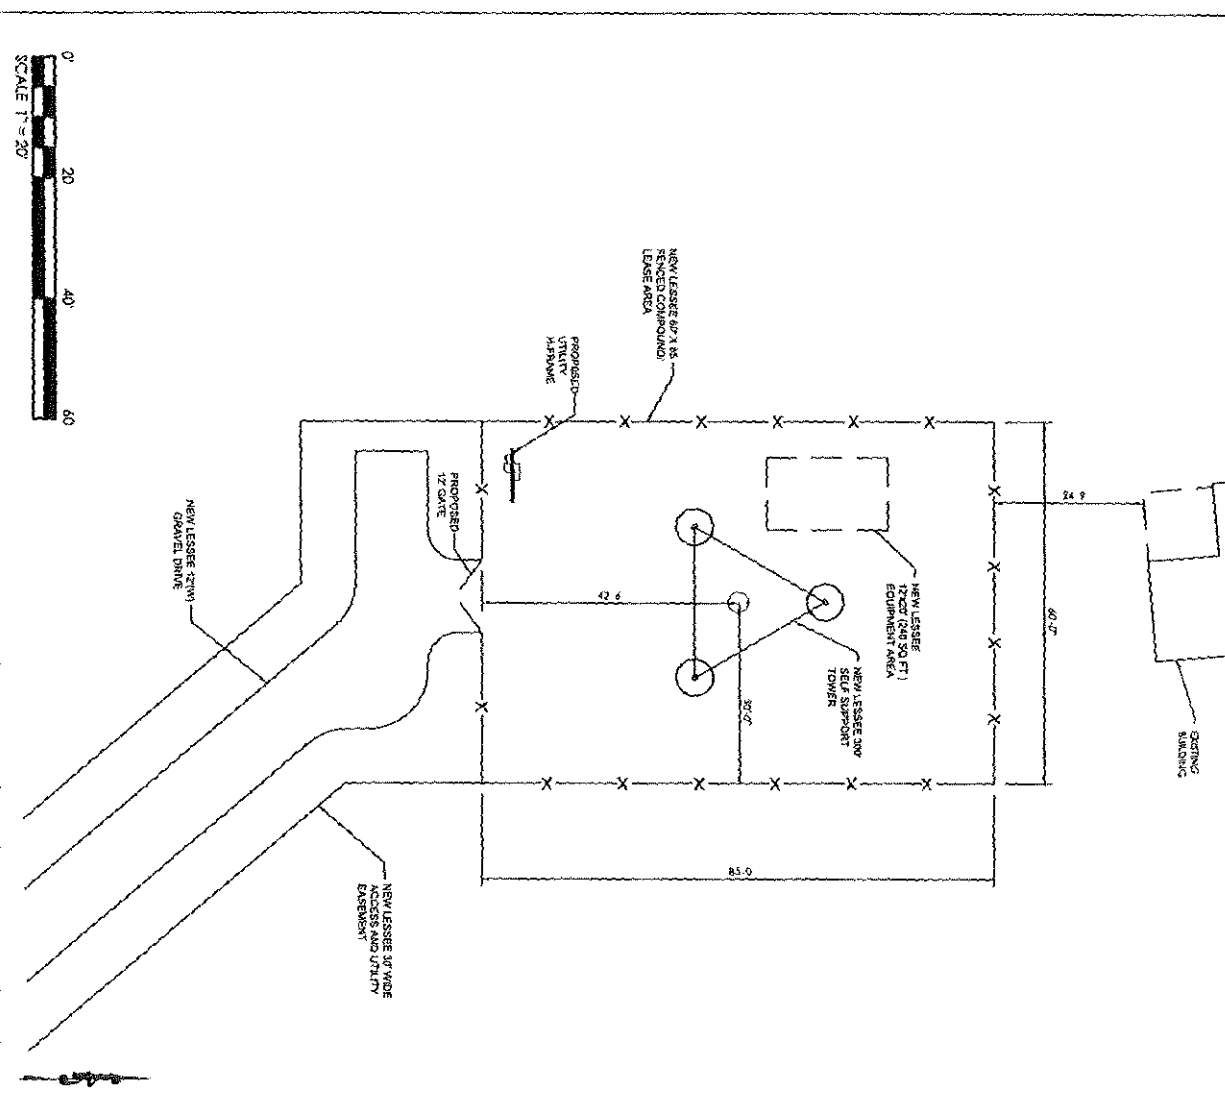 SCALE 1" = 20'
0'
20
40'
60
NEW LESSEE 60' X 85
FENCED COMPOUND/
LEASE AREA
PROPOSED
UTILITY
H-FRAME
PROPOSED
12' GATE
NEW LESSEE 12'(W)
GRAVEL DRIVE
NEW LESSEE
12'x20' (240 SQ FT )
EQUIPMENT AREA
NEW LESSEE 300'
SELF SUPPORT
TOWER
NEW LESSEE 30' WIDE
ACCESS AND UTILITY
EASEMENT
EXISTING
BUILDING
24 9
60'-0"
42 6
30'-0"
85-0